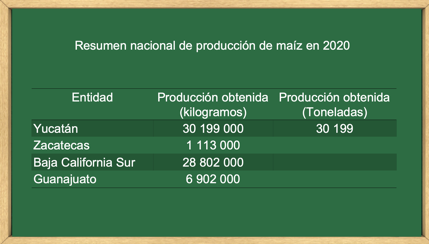 Resumen nacional de producción de maíz en 2020
Entidad Producción obtenida (kilogramos) Producción obtenida (Toneladas)
Yucatán 30 199 000 30 199
Zacatecas 1 113 000
Baja California Sur 28 802 000
Guanajuato 6 902 000